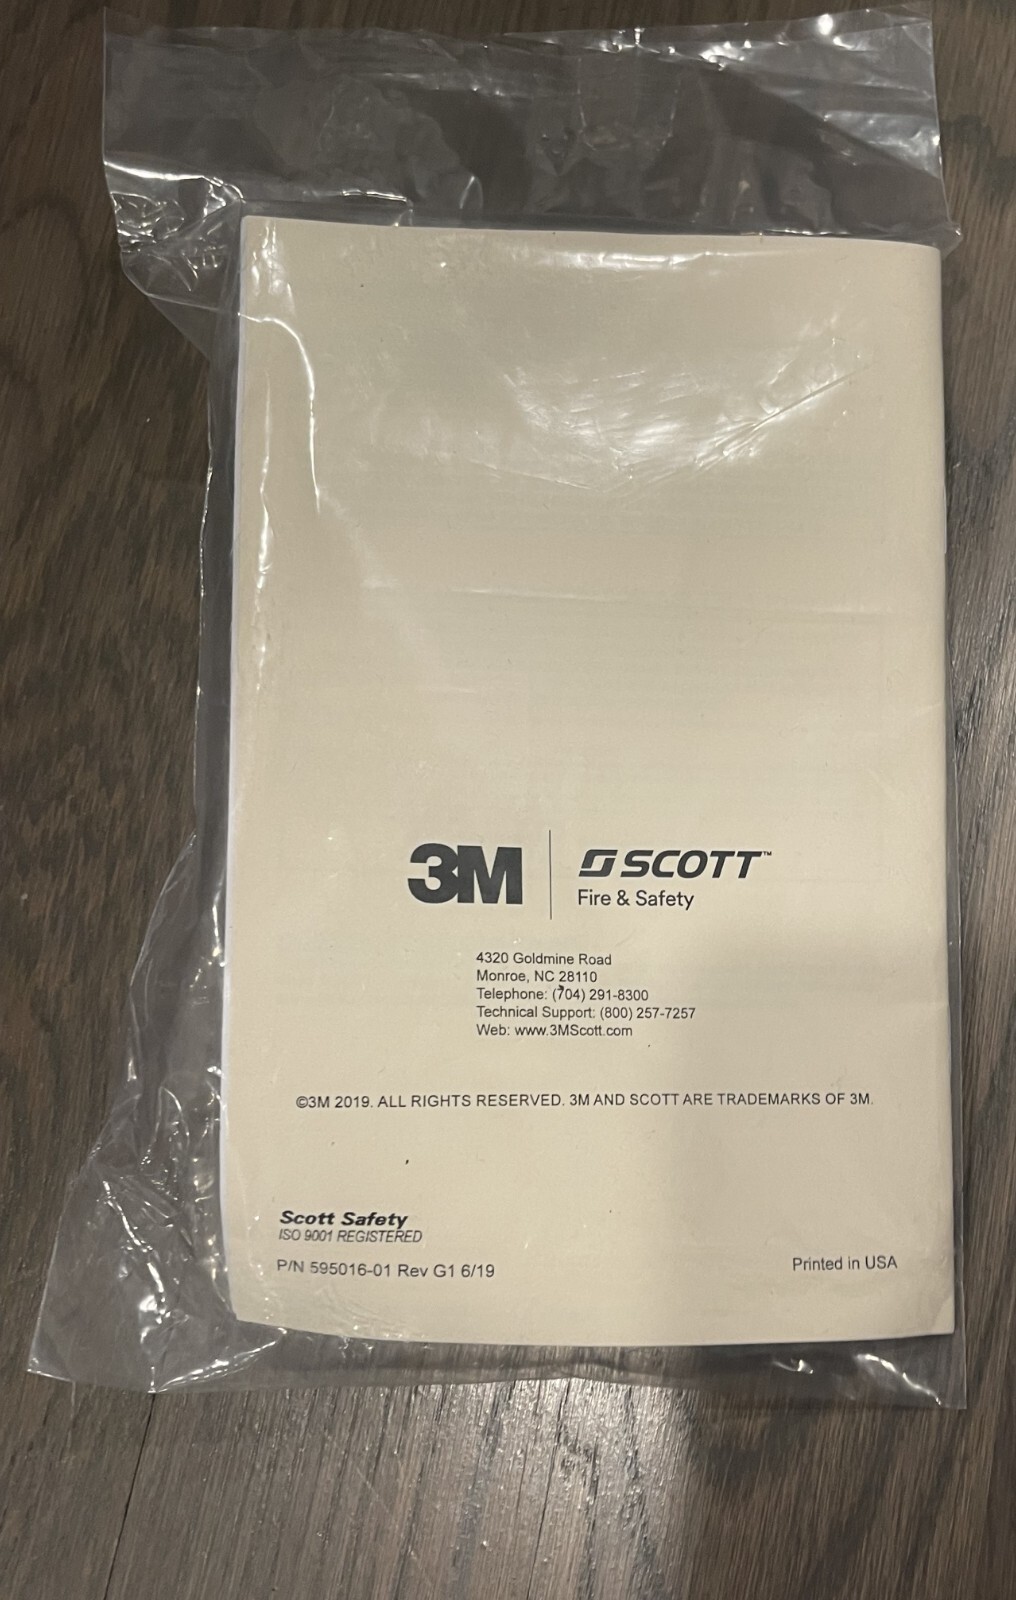 3M
SCOTT™
Fire & Safety
4320 Goldmine Road
Monroe, NC 28110
Telephone: (704) 291-8300
Technical Support: (800) 257-7257
Web: www.3MScott.com
©3M 2019. ALL RIGHTS RESERVED. 3M AND SCOTT ARE TRADEMARKS OF 3M.
Scott Safety
ISO 9001 REGISTERED
P/N 595016-01 Rev G1 6/19
Printed in USA